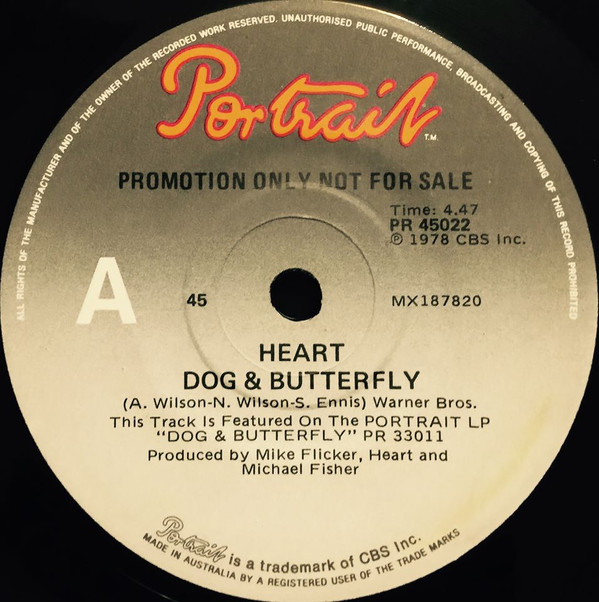 ALL RIGHTS OF THE MANUFACTURER AND OF THE OWNER OF THE RECORDED WORK RESERVED. UNAUTHORISED PUBLIC PERFORMANCE, BROADCASTING AND COPYING OF THIS RECORD PROHIBITED
Portrait T.M.
PROMOTION ONLY NOT FOR SALE
Time: 4.47
PR 45022
℗ 1978 CBS Inc.
A
45
MX187820
HEART
DOG & BUTTERFLY
(A. Wilson-N. Wilson-S. Ennis) Warner Bros.
This Track Is Featured On The PORTRAIT LP
"DOG & BUTTERFLY" PR 33011
Produced by Mike Flicker, Heart and
Michael Fisher
Portrait is a trademark of CBS Inc.
MADE IN AUSTRALIA BY A REGISTERED USER OF THE TRADE MARKS